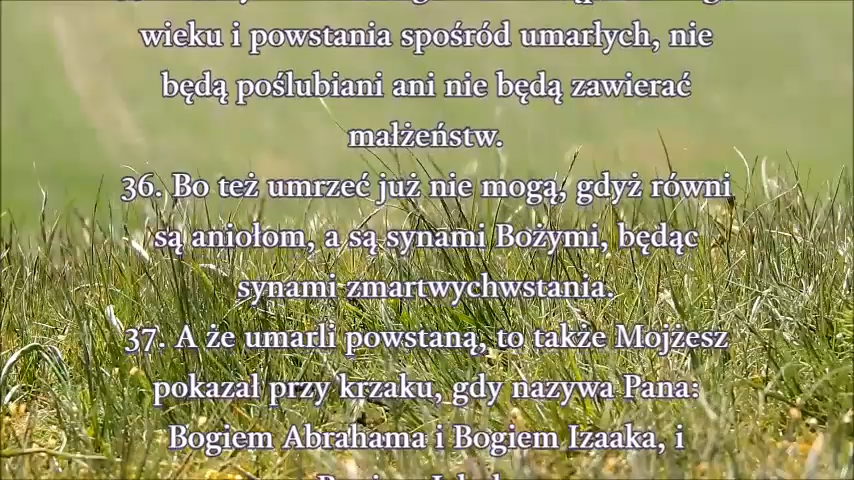 wieku i powstania spośród umarłych, nie
będą poślubiani ani nie będą zawierać
małżeństw.
36. Bo też umrzeć już nie mogą, gdyż równi
są aniołom, a są synami Bożymi, będąc
synami zmartwychwstania.
37. A że umarli powstaną, to także Mojżesz
pokazał przy krzaku, gdy nazywa Pana:
Bogiem Abrahama i Bogiem Izaaka, i